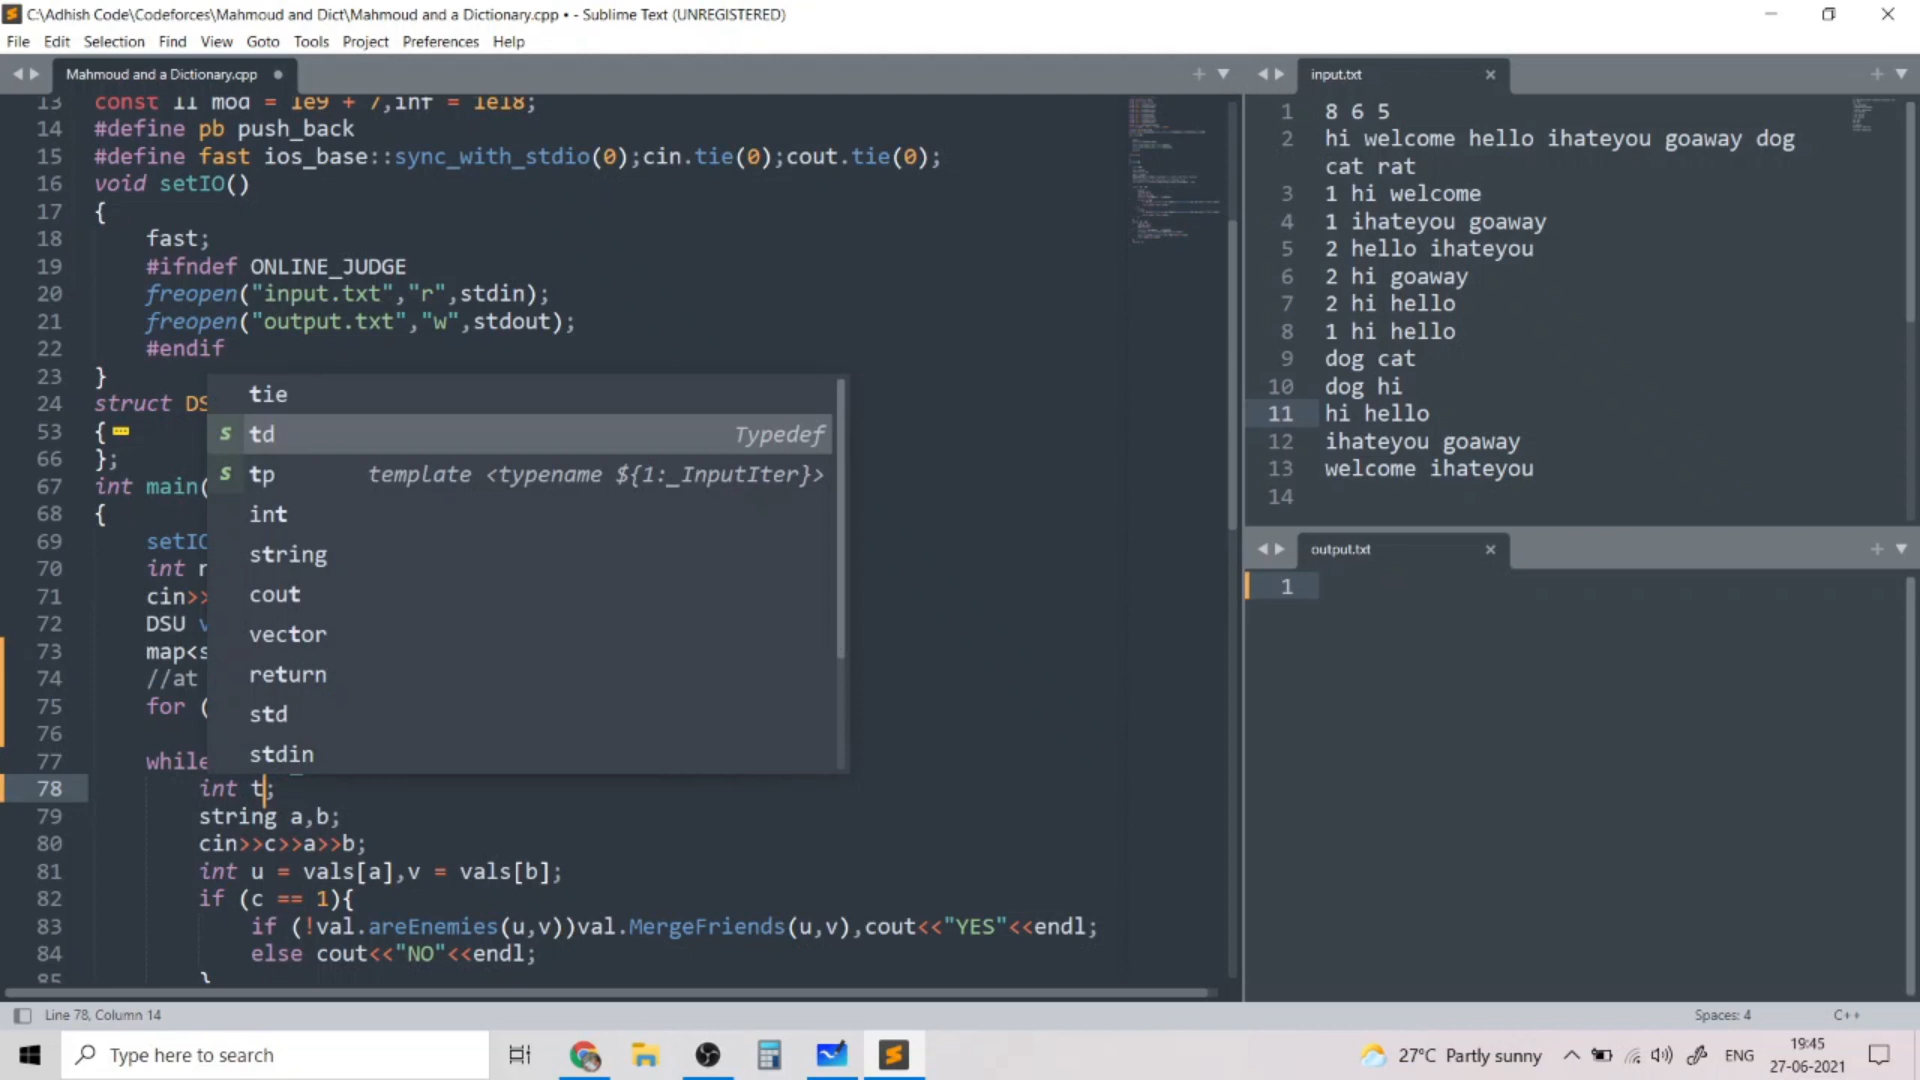 C:\Adhish Code\Codeforces\Mahmoud and Dict\Mahmoud and a Dictionary.cpp • - Sublime Text (UNREGISTERED)
File Edit Selection Find View Goto Tools Project Preferences Help
Mahmoud and a Dictionary.cpp
13 const ll mod = 1e9 + 7,inf = 1e18;
14 #define pb push_back
15 #define fast ios_base::sync_with_stdio(0);cin.tie(0);cout.tie(0);
16 void setIO()
17 {
18 fast;
19 #ifndef ONLINE_JUDGE
20 freopen("input.txt","r",stdin);
21 freopen("output.txt","w",stdout);
22 #endif
23 }
24 struct DS
53 {
66 };
67 int main(
68 {
69 setIO
70 int n
71 cin>>
72 DSU v
73 map<s
74 //at
75 for (
76
77 while
78 int t;
79 string a,b;
80 cin>>c>>a>>b;
81 int u = vals[a],v = vals[b];
82 if (c == 1){
83 if (!val.areEnemies(u,v))val.MergeFriends(u,v),cout<<"YES"<<endl;
84 else cout<<"NO"<<endl;
85 }
tie
s td Typedef
s tp template <typename ${1:_InputIter}>
int
string
cout
vector
return
std
stdin
input.txt
1 8 6 5
2 hi welcome hello ihateyou goaway dog
cat rat
3 1 hi welcome
4 1 ihateyou goaway
5 2 hello ihateyou
6 2 hi goaway
7 2 hi hello
8 1 hi hello
9 dog cat
10 dog hi
11 hi hello
12 ihateyou goaway
13 welcome ihateyou
14
output.txt
1
Line 78, Column 14
Spaces: 4
C++
Type here to search
27°C Partly sunny
ENG
19:45
27-06-2021